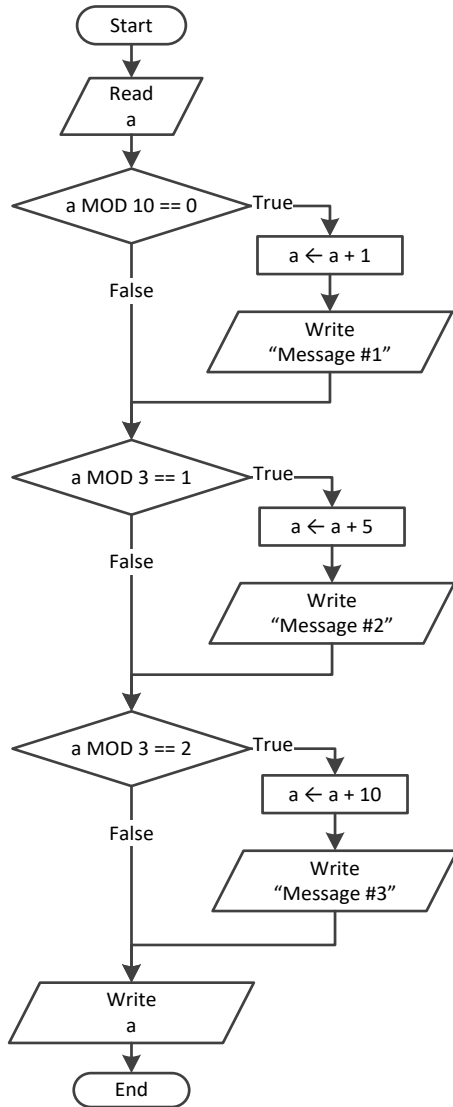 Start
Read
a
a MOD 10 == 0
True
a ← a + 1
False
Write
“Message #1”
a MOD 3 == 1
True
a ← a + 5
False
Write
“Message #2”
a MOD 3 == 2
True
a ← a + 10
False
Write
“Message #3”
Write
a
End